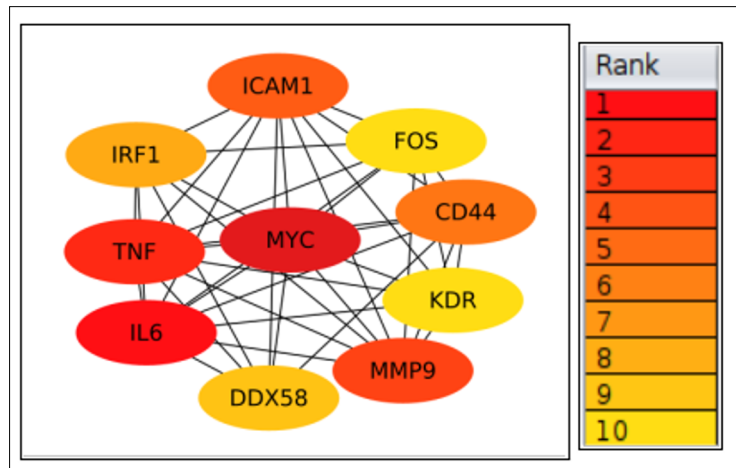 ICAM1
FOS
IRF1
CD44
MYC
TNF
KDR
IL6
MMP9
DDX58
Rank
1
2
3
4
5
6
7
8
9
10